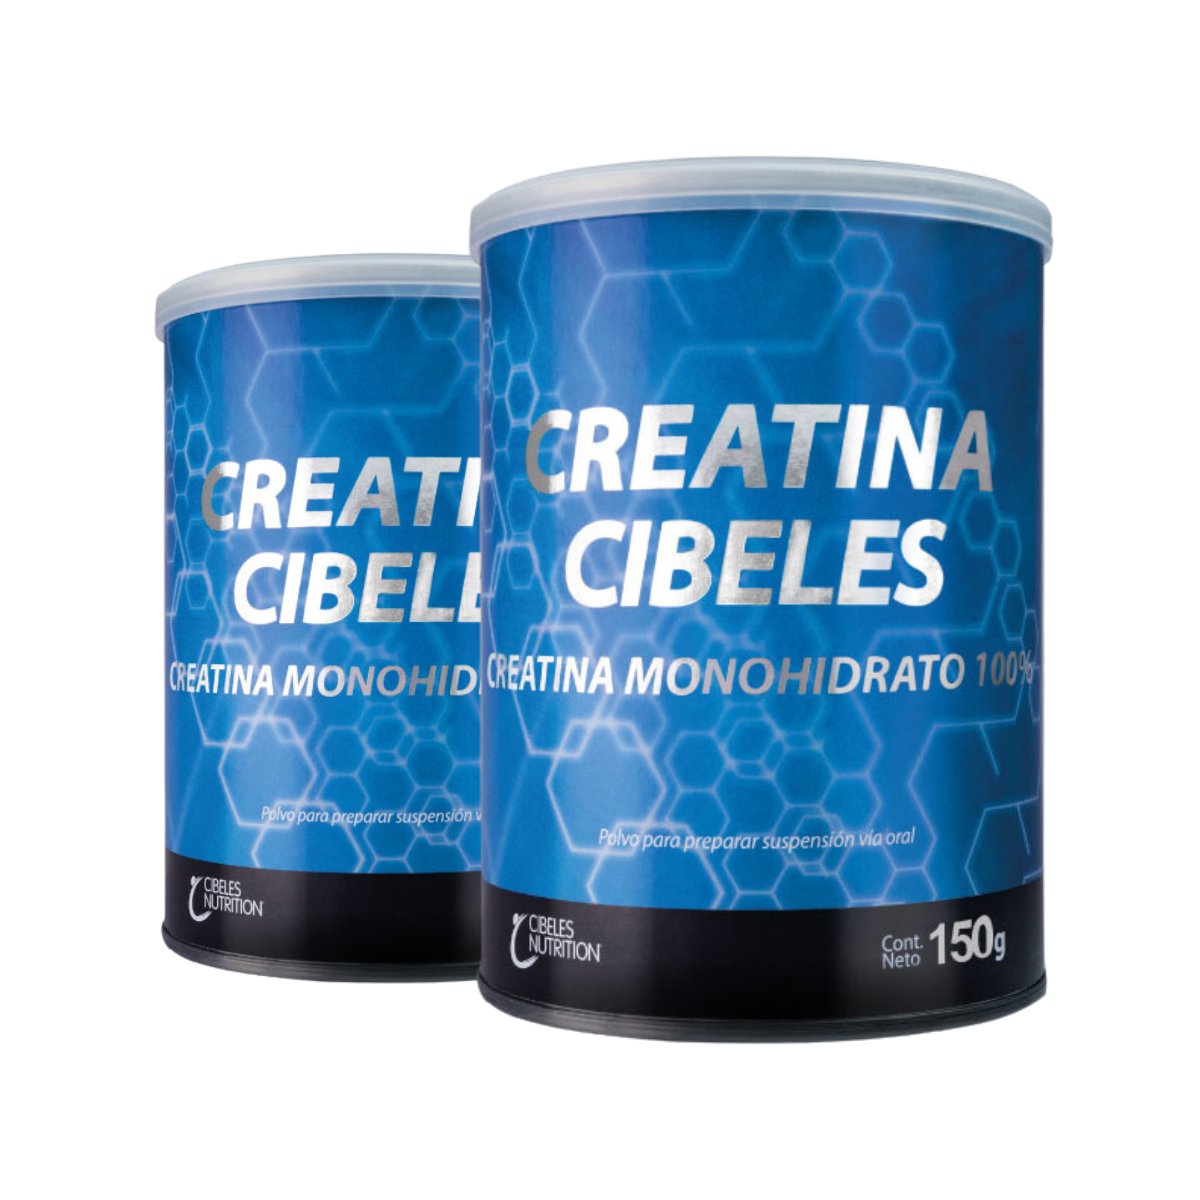 CREATI
CIBELE
CREATINA MONOHID
Polvo para preparar suspensión v
CIBELES
NUTRITION
CREATINA
CIBELES
CREATINA MONOHIDRATO 100%
Polvo para preparar suspensión vía oral
CIBELES
NUTRITION
Cont.
Neto 150g